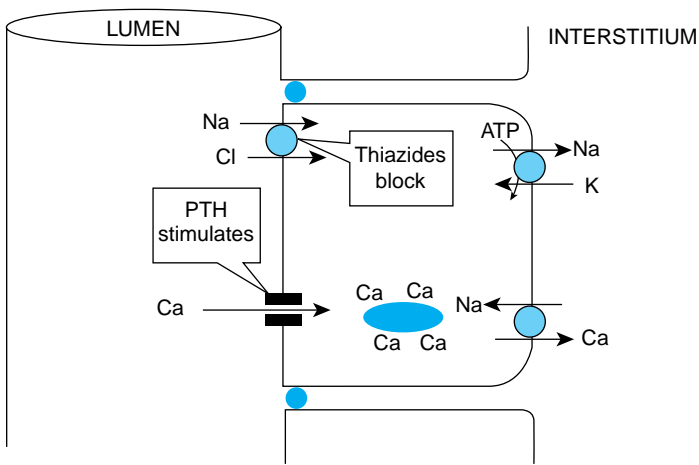 LUMEN
INTERSTITIUM
Na
Cl
Thiazides
block
ATP
Na
K
PTH
stimulates
Ca
Ca Ca
Ca Ca
Na
Ca